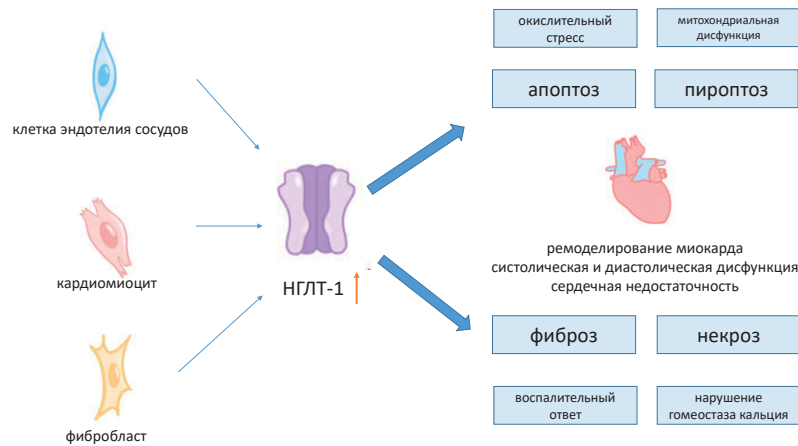 окислительный
стресс
митохондриальная
дисфункция
апоптоз
пироптоз
клетка эндотелия сосудов
кардиомиоцит
НГЛТ-1
ремоделирование миокарда
систолическая и диастолическая дисфункция
сердечная недостаточность
фиброз
некроз
воспалительный
ответ
нарушение
гомеостаза кальция
фибробласт